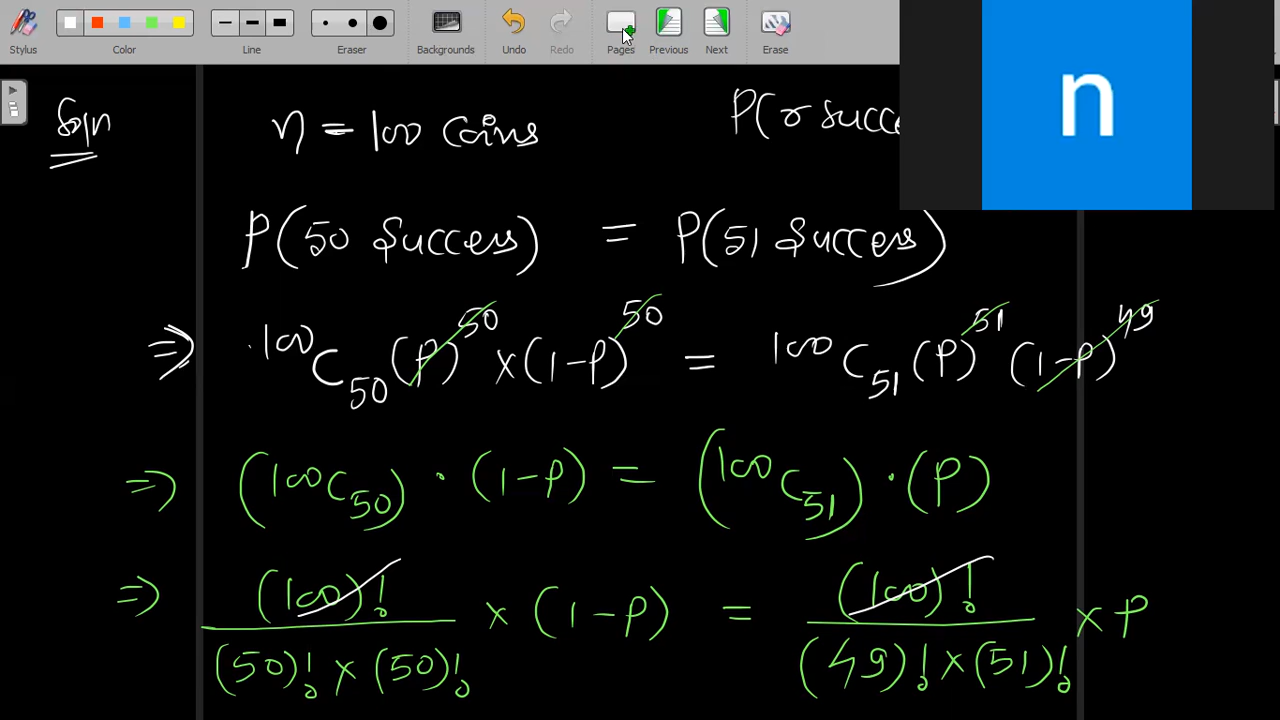 Stylus Color Line Eraser Backgrounds Undo Redo Pages Previous Next Erase
n
Soln
n = 100 Coins P(r succe
P(50 Success) = P(51 Success)
⇒ ¹⁰⁰C₅₀ (P)⁵⁰ × (1-P)⁵⁰ = ¹⁰⁰C₅₁ (P)⁵¹ (1-P)⁴⁹
⇒ (¹⁰⁰C₅₀) · (1-P) = (¹⁰⁰C₅₁) · (P)
⇒ (100)! / (50)! × (50)! × (1-P) = (100)! / (49)! × (51)! × P